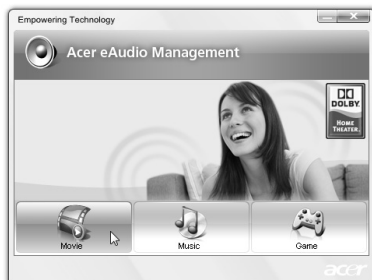 Empowering Technology
Acer eAudio Management
DOLBY
HOME
THEATER
Movie
Music
Game
acer